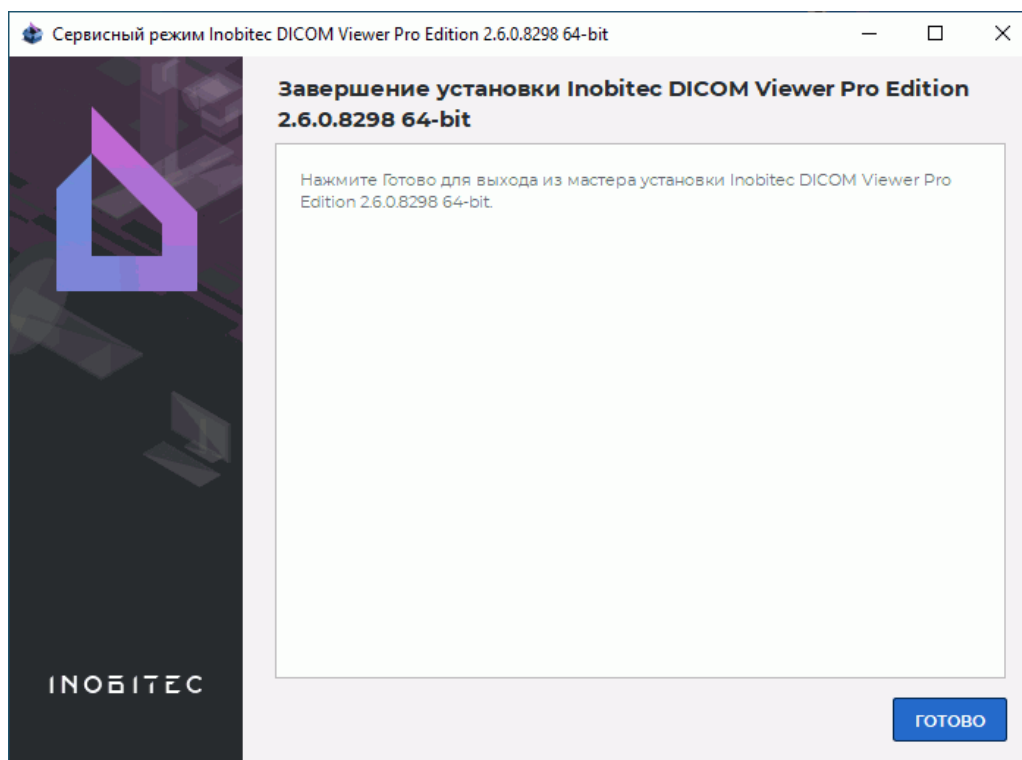 Сервисный режим Inobitec DICOM Viewer Pro Edition 2.6.0.8298 64-bit
Завершение установки Inobitec DICOM Viewer Pro Edition
2.6.0.8298 64-bit
Нажмите Готово для выхода из мастера установки Inobitec DICOM Viewer Pro
Edition 2.6.0.8298 64-bit.
INOBITEC
ГОТОВО